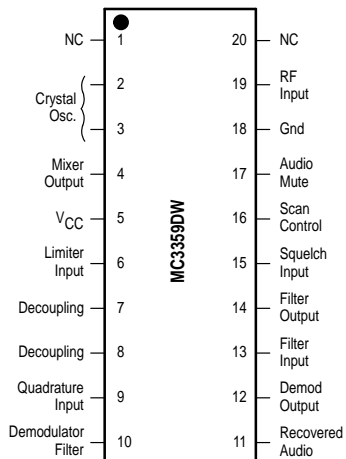 NC 1
20 NC
Crystal
Osc.
2
3
19 RF
Input
18 Gnd
Mixer
Output
4
17 Audio
Mute
VCC 5
16 Scan
Control
Limiter
Input
6
15 Squelch
Input
Decoupling 7
14 Filter
Output
Decoupling 8
13 Filter
Input
Quadrature
Input
9
12 Demod
Output
Demodulator
Filter
10
11 Recovered
Audio
MC3359DW